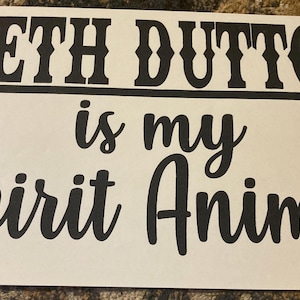 ETH DUTTO
is my
pirit Anim